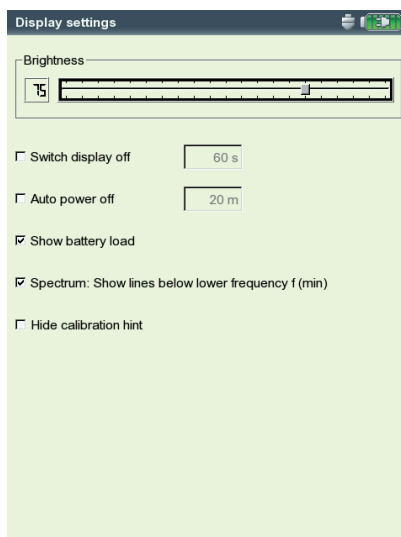 Display settings
Brightness
75
Switch display off 60 s
Auto power off 20 m
Show battery load
Spectrum: Show lines below lower frequency f (min)
Hide calibration hint